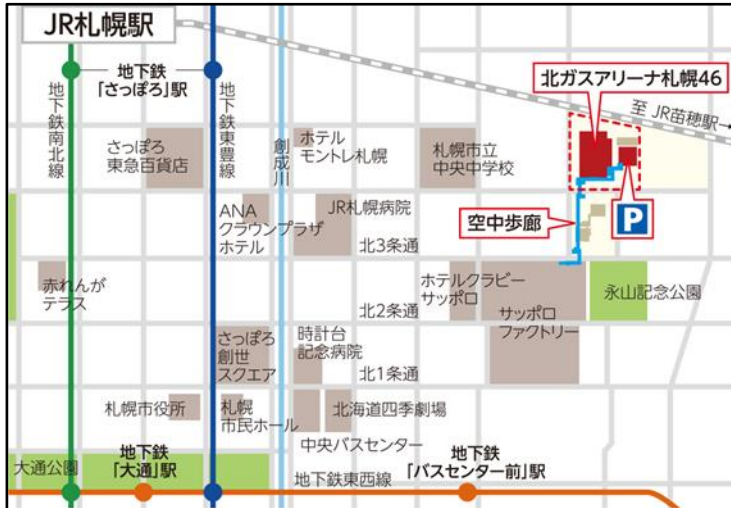 JR札幌駅
地下鉄
「さっぽろ」駅
地下鉄南北線
地下鉄東豊線
創成川
さっぽろ
東急百貨店
ホテル
モントレ札幌
札幌市立
中央中学校
北ガスアリーナ札幌46
至 JR苗穂駅→
ANA
クラウンプラザ
ホテル
JR札幌病院
北3条通
空中歩廊
P
赤れんが
テラス
ホテルクラビー
サッポロ
北2条通
サッポロ
ファクトリー
永山記念公園
さっぽろ
創世
スクエア
時計台
記念病院
北1条通
札幌市役所
札幌
市民ホール
北海道四季劇場
中央バスセンター
大通公園
地下鉄
「大通」駅
地下鉄東西線
地下鉄
「バスセンター前」駅